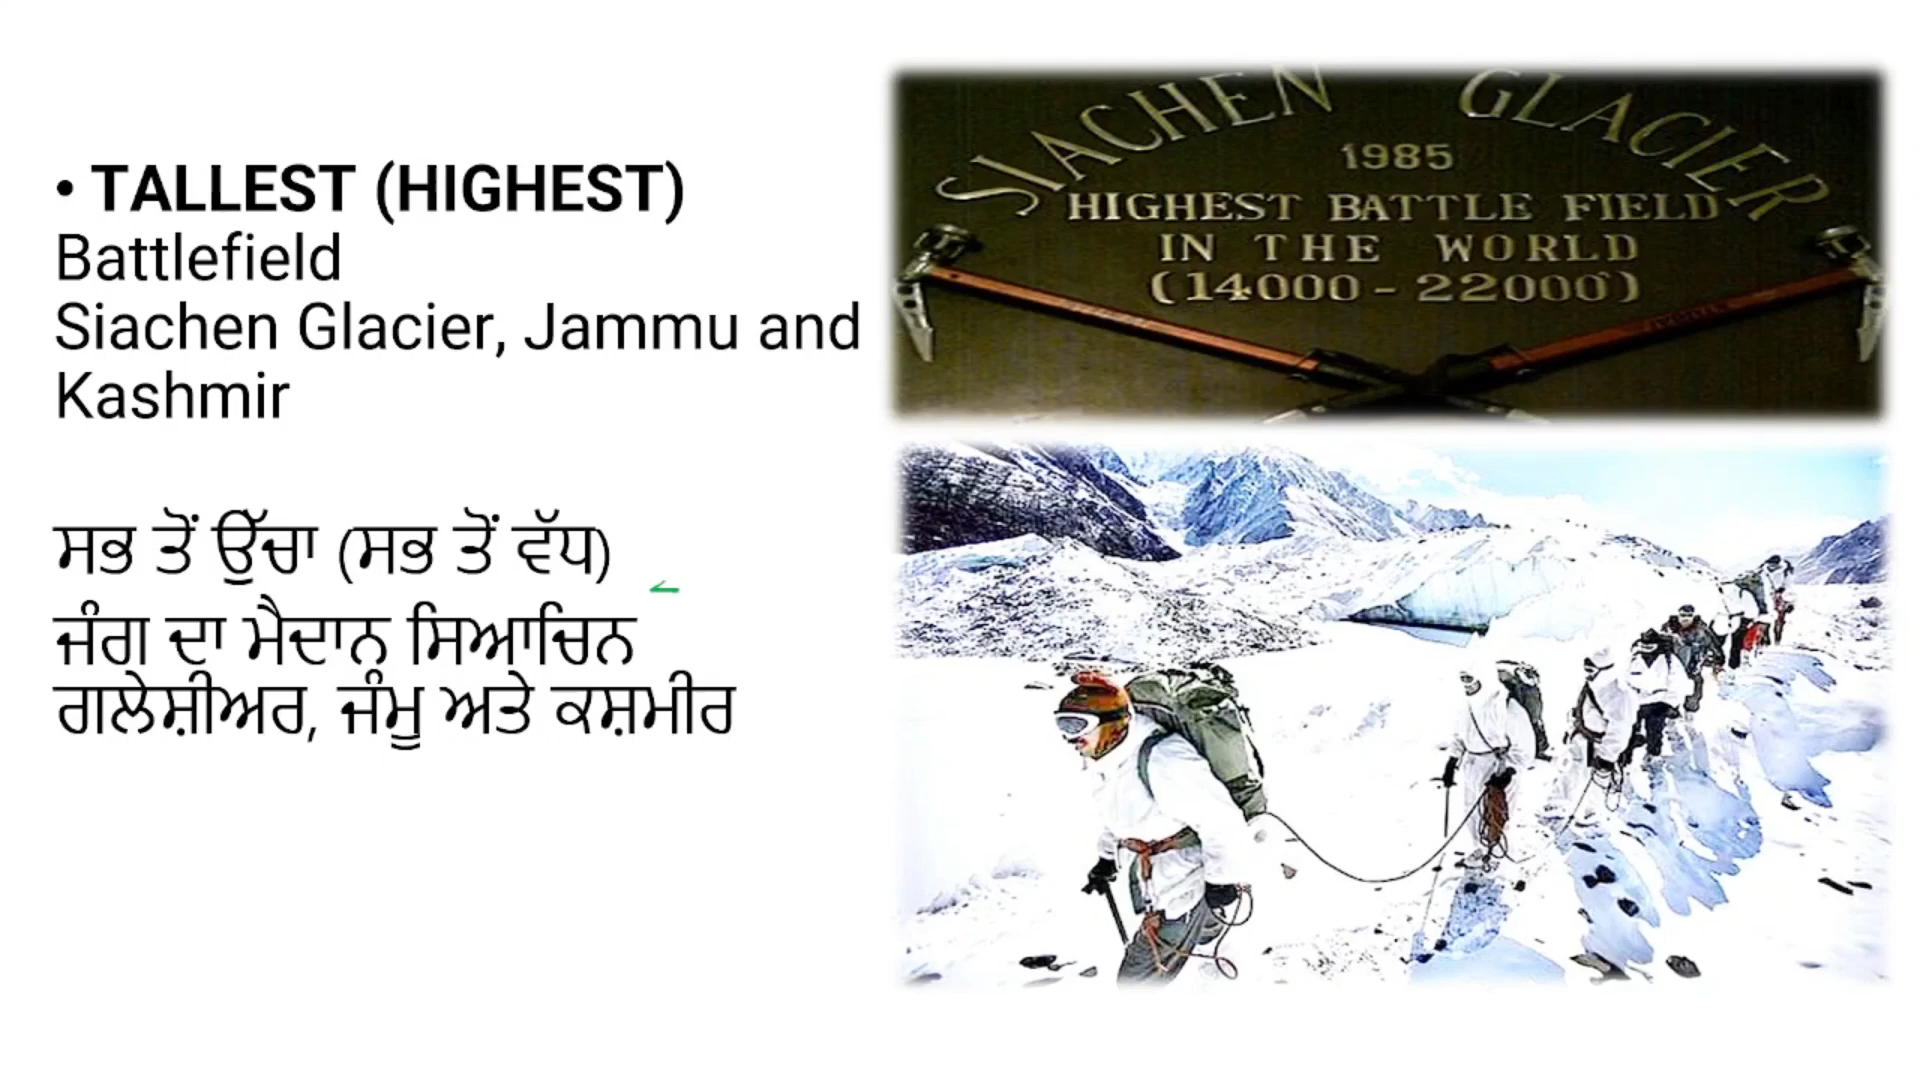 • TALLEST (HIGHEST)
Battlefield
Siachen Glacier, Jammu and
Kashmir
ਸਭ ਤੋਂ ਉੱਚਾ (ਸਭ ਤੋਂ ਵੱਧ)
ਜੰਗ ਦਾ ਮੈਦਾਨ ਸਿਆਚਿਨ
ਗਲੇਸ਼ੀਅਰ, ਜੰਮੂ ਅਤੇ ਕਸ਼ਮੀਰ
SIACHEN GLACIER
1985
HIGHEST BATTLE FIELD
IN THE WORLD
(14000 - 22000')